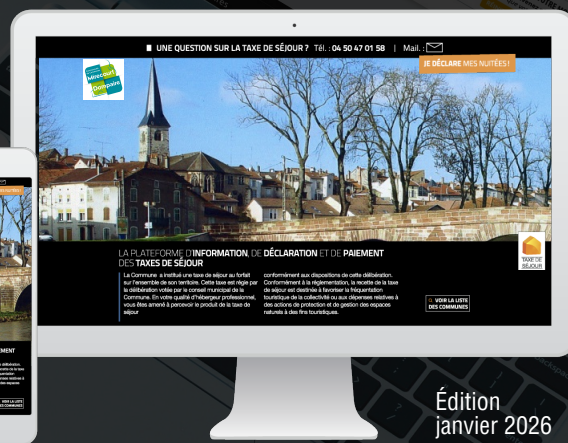 UNE QUESTION SUR LA TAXE DE SÉJOUR ? Tél. : 04 50 47 01 58 | Mail. :
JE DÉCLARE MES NUITÉES !
Mirecourt
Dompaire
LA PLATEFORME D'INFORMATION, DE DÉCLARATION ET DE PAIEMENT
DES TAXES DE SÉJOUR
La Commune a institué une taxe de séjour au forfait
sur l'ensemble de son territoire. Cette taxe est régie par
la délibération votée par le conseil municipal de la
Commune. En votre qualité d'hébergeur professionnel,
vous êtes amené à percevoir le produit de la taxe de
séjour
conformément aux dispositions de cette délibération.
Conformément à la réglementation, la recette de la taxe
de séjour est destinée à favoriser la fréquentation
touristique de la collectivité ou aux dépenses relatives à
des actions de protection et de gestion des espaces
naturels à des fins touristiques.
TAXE DE
SÉJOUR
VOIR LA LISTE
DES COMMUNES
Édition
janvier 2026